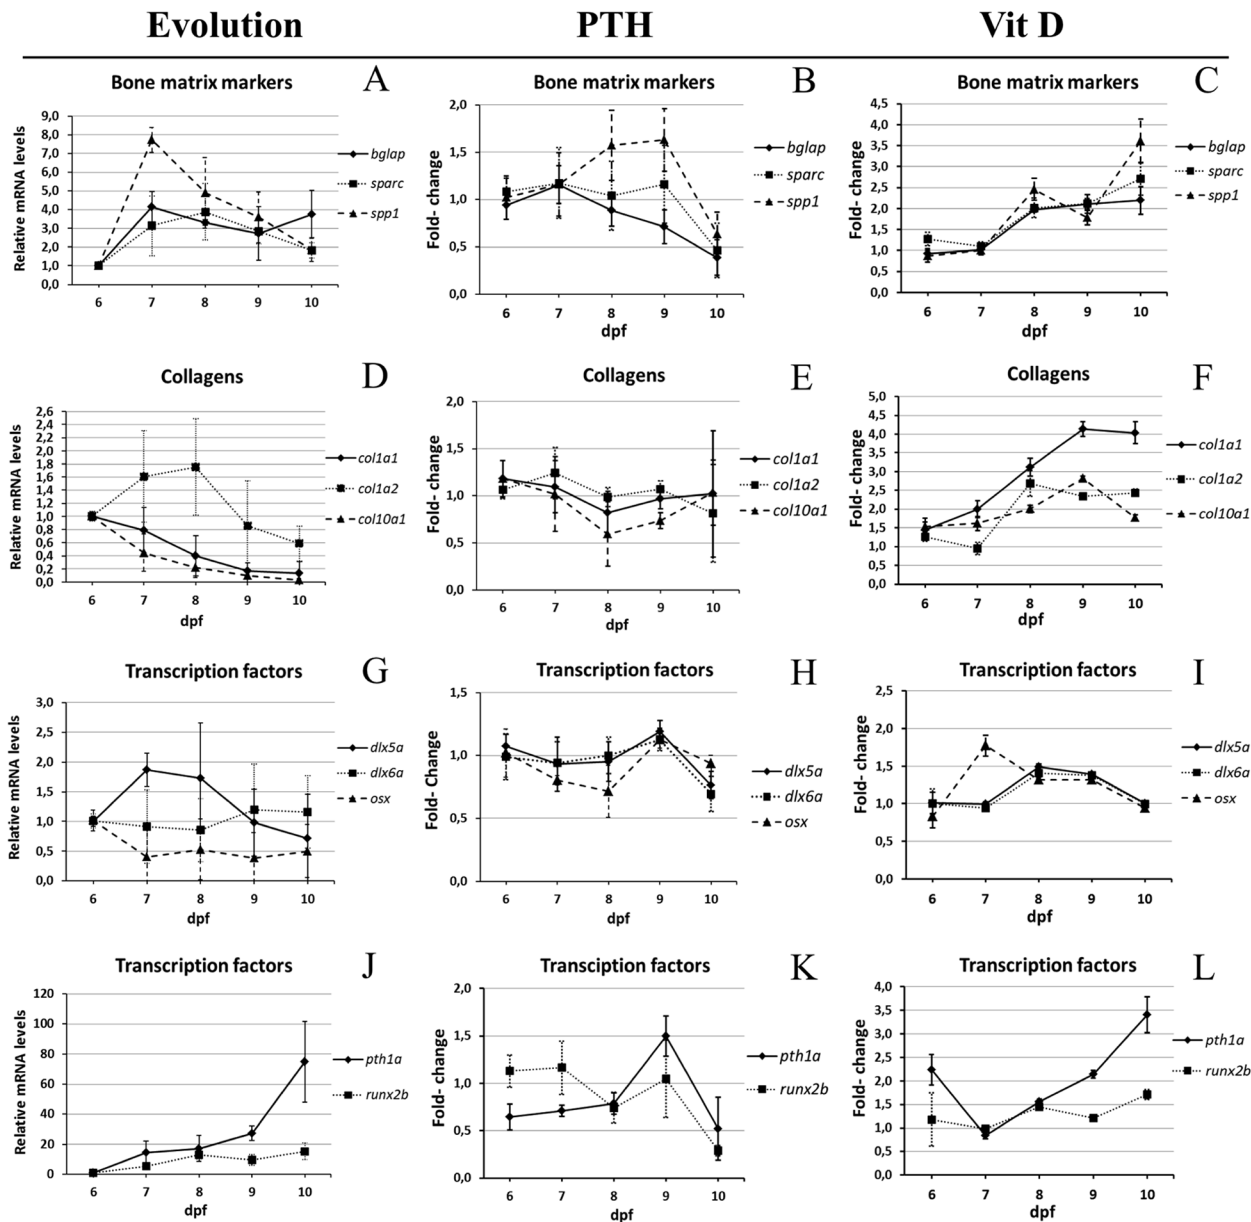 Evolution PTH Vit D
Bone matrix markers A
Relative mRNA levels
9,0
8,0
7,0
6,0
5,0
4,0
3,0
2,0
1,0
0,0
6 7 8 9 10
bglap
sparc
spp1
Bone matrix markers B
Fold- change
2,0
1,5
1,0
0,5
0,0
6 7 8 9 10
dpf
bglap
sparc
spp1
Bone matrix markers C
Fold- change
4,5
4,0
3,5
3,0
2,5
2,0
1,5
1,0
0,5
0,0
6 7 8 9 10
dpf
bglap
sparc
spp1
Collagens D
Relative mRNA levels
2,6
2,4
2,2
2,0
1,8
1,6
1,4
1,2
1,0
0,8
0,6
0,4
0,2
0,0
6 7 8 9 10
dpf
col1a1
col1a2
col10a1
Collagens E
Fold- change
2,0
1,5
1,0
0,5
0,0
6 7 8 9 10
dpf
col1a1
col1a2
col10a1
Collagens F
Fold- change
5,0
4,5
4,0
3,5
3,0
2,5
2,0
1,5
1,0
0,5
0,0
6 7 8 9 10
dpf
col1a1
col1a2
col10a1
Transcription factors G
Relative mRNA levels
3,0
2,5
2,0
1,5
1,0
0,5
0,0
6 7 8 9 10
dpf
dlx5a
dlx6a
osx
Transcription factors H
Fold- Change
1,5
1,0
0,5
0,0
6 7 8 9 10
dpf
dlx5a
dlx6a
osx
Transcription factors I
Fold- change
2,5
2,0
1,5
1,0
0,5
0,0
6 7 8 9 10
dpf
dlx5a
dlx6a
osx
Transcription factors J
Relative mRNA levels
120
100
80
60
40
20
0
6 7 8 9 10
dpf
pth1a
runx2b
Transciption factors K
Fold- change
2,0
1,5
1,0
0,5
0,0
6 7 8 9 10
dpf
pth1a
runx2b
Transcription factors L
Fold- change
4,0
3,5
3,0
2,5
2,0
1,5
1,0
0,5
0,0
6 7 8 9 10
dpf
pth1a
runx2b